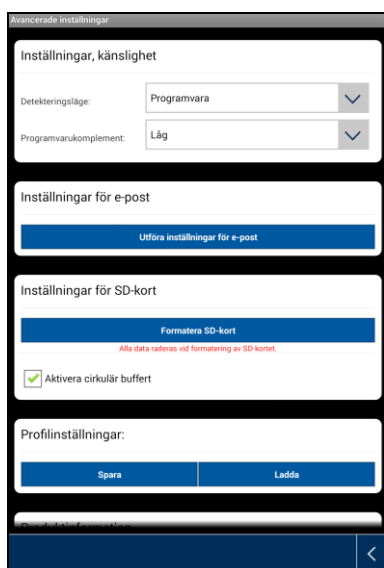 Avancerade inställningar
Inställningar, känslighet
Detekteringsläge:
Programvara
Programvarukomplement:
Låg
Inställningar för e-post
Utföra inställningar för e-post
Inställningar för SD-kort
Formatera SD-kort
Alla data raderas vid formatering av SD-kortet.
Aktivera cirkulär buffert
Profilinställningar:
Spara
Ladda
Produktinformation